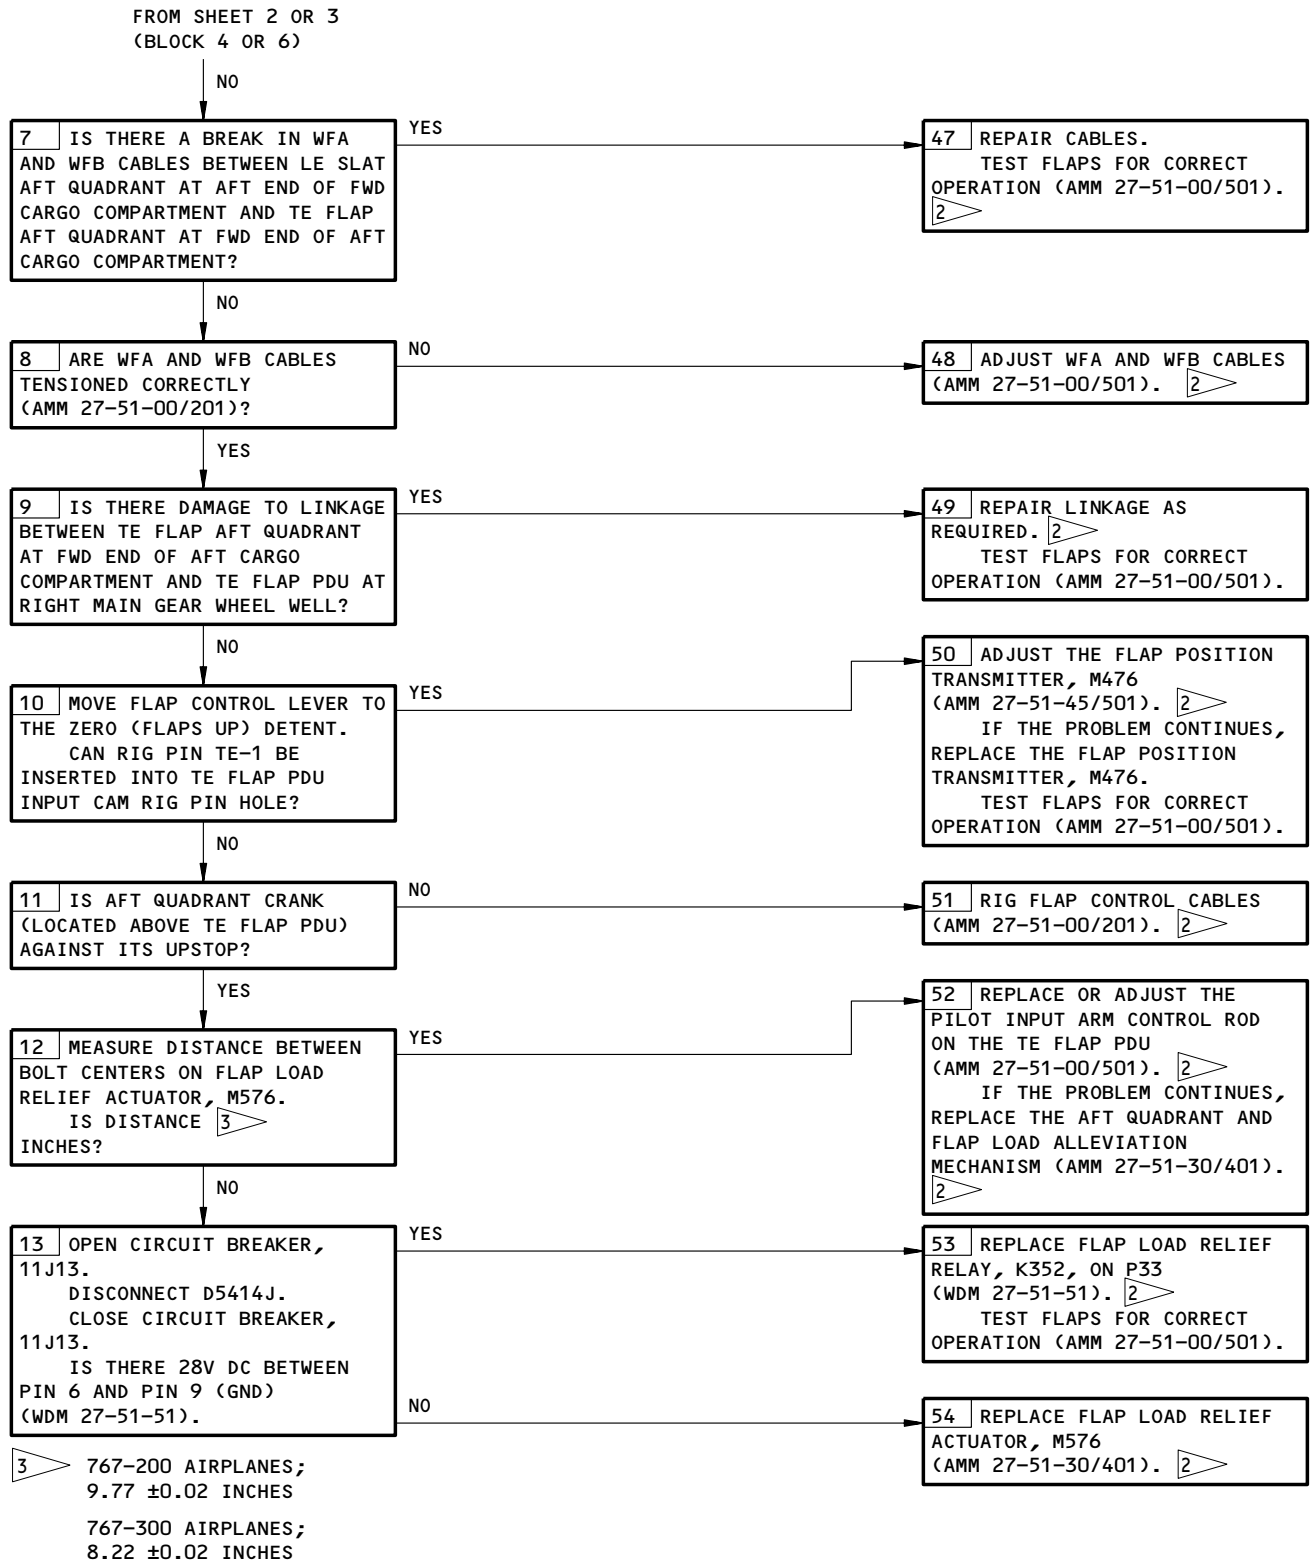 FROM SHEET 2 OR 3
(BLOCK 4 OR 6)
NO
7 IS THERE A BREAK IN WFA
AND WFB CABLES BETWEEN LE SLAT
AFT QUADRANT AT AFT END OF FWD
CARGO COMPARTMENT AND TE FLAP
AFT QUADRANT AT FWD END OF AFT
CARGO COMPARTMENT?
YES
47 REPAIR CABLES.
TEST FLAPS FOR CORRECT
OPERATION (AMM 27-51-00/501).
2
NO
8 ARE WFA AND WFB CABLES
TENSIONED CORRECTLY
(AMM 27-51-00/201)?
NO
48 ADJUST WFA AND WFB CABLES
(AMM 27-51-00/501). 2
YES
9 IS THERE DAMAGE TO LINKAGE
BETWEEN TE FLAP AFT QUADRANT
AT FWD END OF AFT CARGO
COMPARTMENT AND TE FLAP PDU AT
RIGHT MAIN GEAR WHEEL WELL?
YES
49 REPAIR LINKAGE AS
REQUIRED. 2
TEST FLAPS FOR CORRECT
OPERATION (AMM 27-51-00/501).
NO
10 MOVE FLAP CONTROL LEVER TO
THE ZERO (FLAPS UP) DETENT.
CAN RIG PIN TE-1 BE
INSERTED INTO TE FLAP PDU
INPUT CAM RIG PIN HOLE?
YES
50 ADJUST THE FLAP POSITION
TRANSMITTER, M476
(AMM 27-51-45/501). 2
IF THE PROBLEM CONTINUES,
REPLACE THE FLAP POSITION
TRANSMITTER, M476.
TEST FLAPS FOR CORRECT
OPERATION (AMM 27-51-00/501).
NO
11 IS AFT QUADRANT CRANK
(LOCATED ABOVE TE FLAP PDU)
AGAINST ITS UPSTOP?
NO
51 RIG FLAP CONTROL CABLES
(AMM 27-51-00/201). 2
YES
12 MEASURE DISTANCE BETWEEN
BOLT CENTERS ON FLAP LOAD
RELIEF ACTUATOR, M576.
IS DISTANCE 3
INCHES?
YES
52 REPLACE OR ADJUST THE
PILOT INPUT ARM CONTROL ROD
ON THE TE FLAP PDU
(AMM 27-51-00/501). 2
IF THE PROBLEM CONTINUES,
REPLACE THE AFT QUADRANT AND
FLAP LOAD ALLEVIATION
MECHANISM (AMM 27-51-30/401).
2
NO
13 OPEN CIRCUIT BREAKER,
11J13.
DISCONNECT D5414J.
CLOSE CIRCUIT BREAKER,
11J13.
IS THERE 28V DC BETWEEN
PIN 6 AND PIN 9 (GND)
(WDM 27-51-51).
YES
53 REPLACE FLAP LOAD RELIEF
RELAY, K352, ON P33
(WDM 27-51-51). 2
TEST FLAPS FOR CORRECT
OPERATION (AMM 27-51-00/501).
NO
54 REPLACE FLAP LOAD RELIEF
ACTUATOR, M576
(AMM 27-51-30/401). 2
3 767-200 AIRPLANES;
9.77 ±0.02 INCHES
767-300 AIRPLANES;
8.22 ±0.02 INCHES